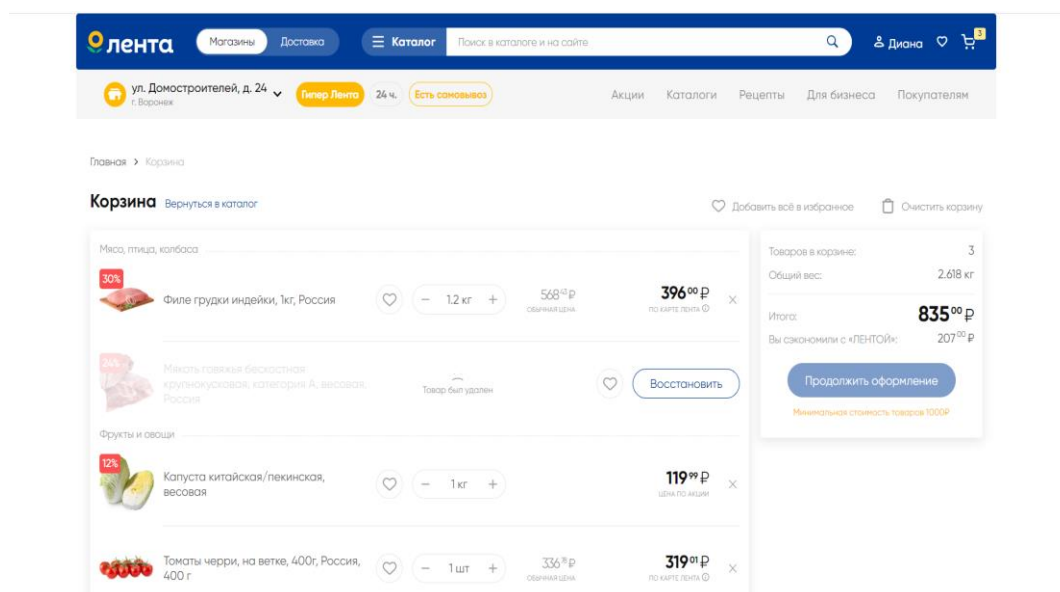 лента
Магазины
Доставка
Каталог
Поиск в каталоге и на сайте
Диана
3
ул. Домостроителей, д. 24
г. Воронеж
Гипер Лента
24 ч.
Есть самовывоз
Акции
Каталоги
Рецепты
Для бизнеса
Покупателям
Главная > Корзина
Корзина
Вернуться в каталог
Добавить всё в избранное
Очистить корзину
Мясо, птица, колбаса
30%
Филе грудки индейки, 1кг, Россия
− 1.2 кг +
568 ₽
ОБЫЧНАЯ ЦЕНА
396 00 ₽
ПО КАРТЕ ЛЕНТА
24%
Мякоть говяжья бескостная
крупнокусковая, категория А, весовая,
Россия
Товар был удален
Восстановить
Фрукты и овощи
12%
Капуста китайская/пекинская,
весовая
− 1 кг +
119 99 ₽
ЦЕНА ПО АКЦИИ
Томаты черри, на ветке, 400г, Россия,
400 г
− 1 шт +
336 ₽
ОБЫЧНАЯ ЦЕНА
319 01 ₽
ПО КАРТЕ ЛЕНТА
Товаров в корзине: 3
Общий вес: 2.618 кг
Итого: 835 00 ₽
Вы сэкономили с «ЛЕНТОЙ»: 207 00 ₽
Продолжить оформление
Минимальная стоимость товаров 1000₽